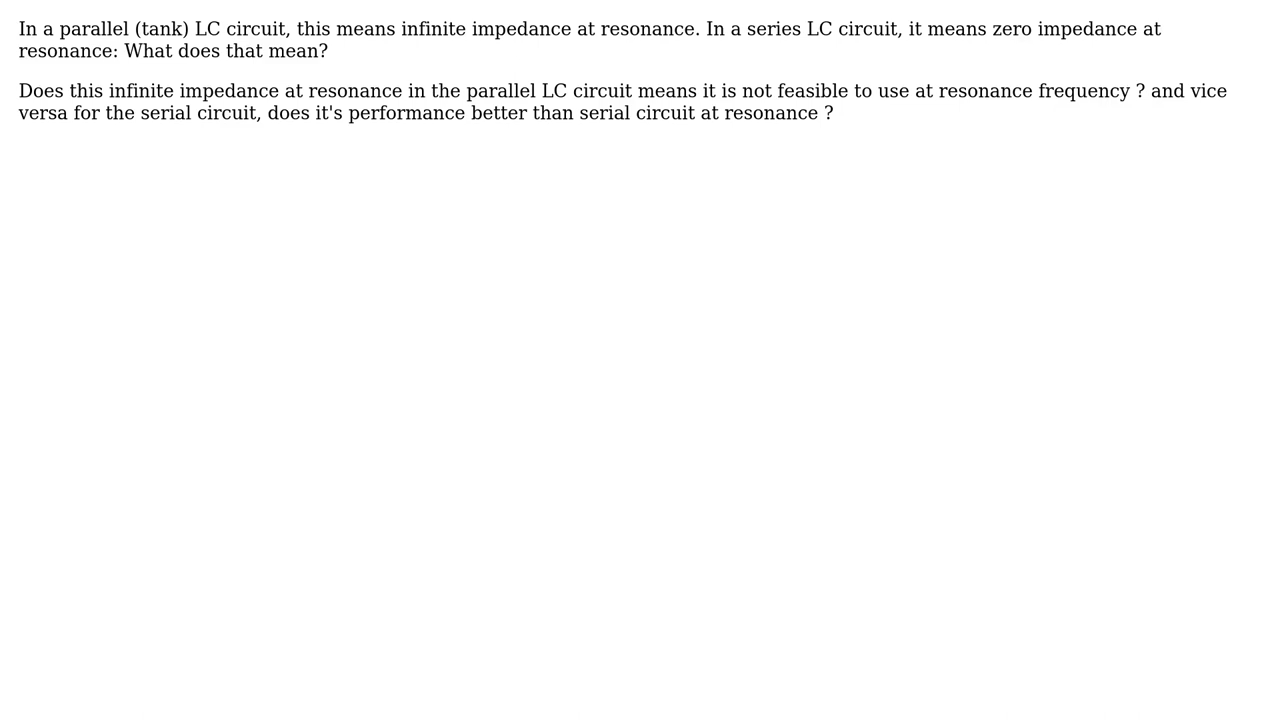 In a parallel (tank) LC circuit, this means infinite impedance at resonance. In a series LC circuit, it means zero impedance at
resonance: What does that mean?
Does this infinite impedance at resonance in the parallel LC circuit means it is not feasible to use at resonance frequency ? and vice
versa for the serial circuit, does it's performance better than serial circuit at resonance ?